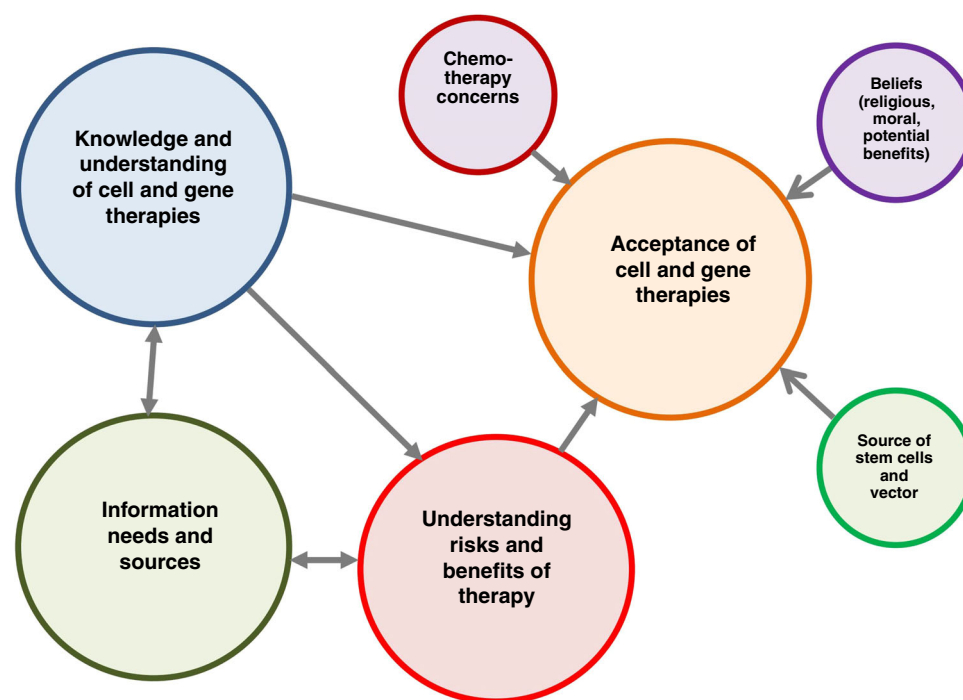 Knowledge and
understanding
of cell and gene
therapies
Chemo-
therapy
concerns
Beliefs
(religious,
moral,
potential
benefits)
Acceptance of
cell and gene
therapies
Information
needs and
sources
Understanding
risks and
benefits of
therapy
Source of
stem cells
and
vector